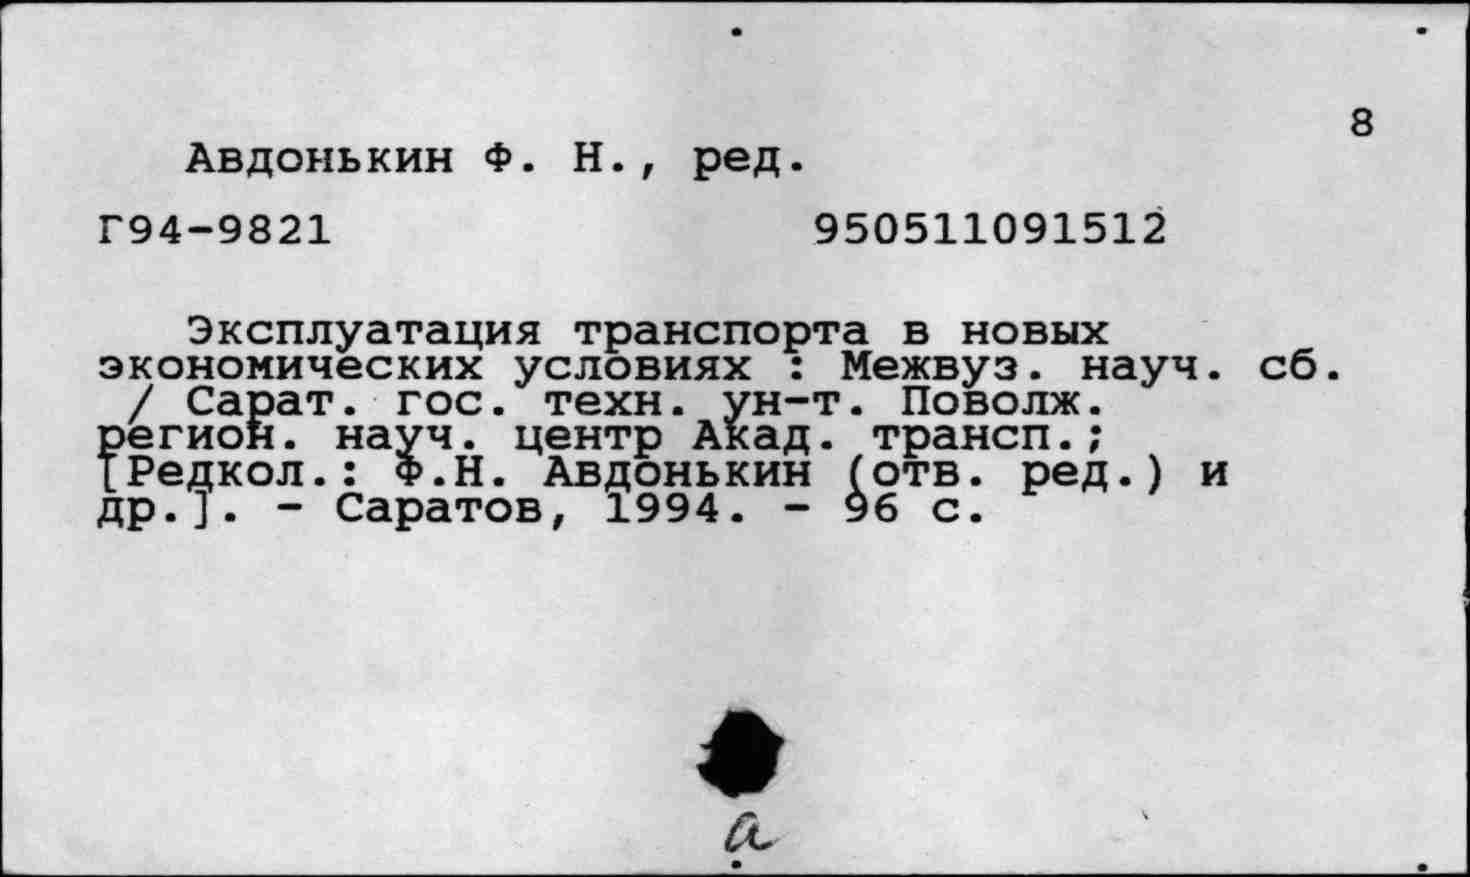 8
Авдонькин Ф. Н., ред.
Г94-9821 950511091512
Эксплуатация транспорта в новых
экономических условиях : Межвуз. науч. сб.
/ Сарат. гос. техн. ун-т. Поволж.
регион. науч. центр Акад. трансп.;
[Редкол.: Ф.Н. Авдонькин (отв. ред.) и
др.]. - Саратов, 1994. - 96 с.
а